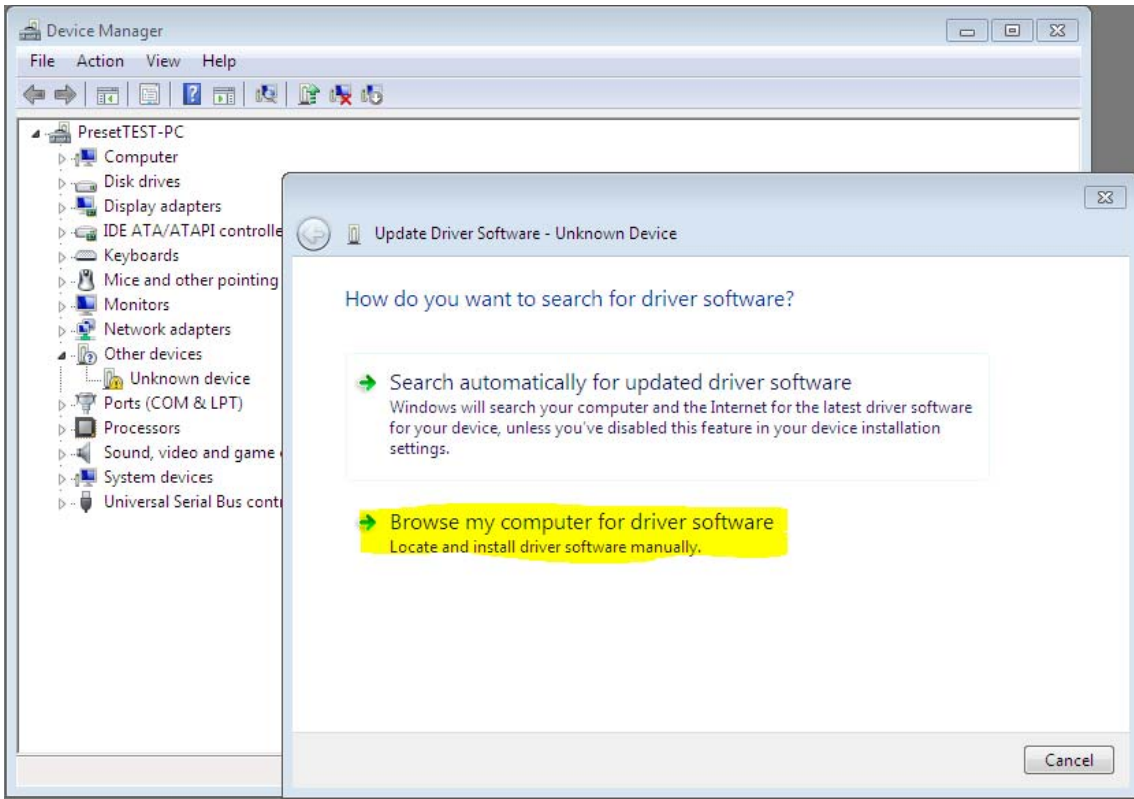 Device Manager
File Action View Help
PresetTEST-PC
Computer
Disk drives
Display adapters
IDE ATA/ATAPI controlle
Keyboards
Mice and other pointing
Monitors
Network adapters
Other devices
Unknown device
Ports (COM & LPT)
Processors
Sound, video and game
System devices
Universal Serial Bus contr
Update Driver Software - Unknown Device
How do you want to search for driver software?
Search automatically for updated driver software
Windows will search your computer and the Internet for the latest driver software
for your device, unless you've disabled this feature in your device installation
settings.
Browse my computer for driver software
Locate and install driver software manually.
Cancel